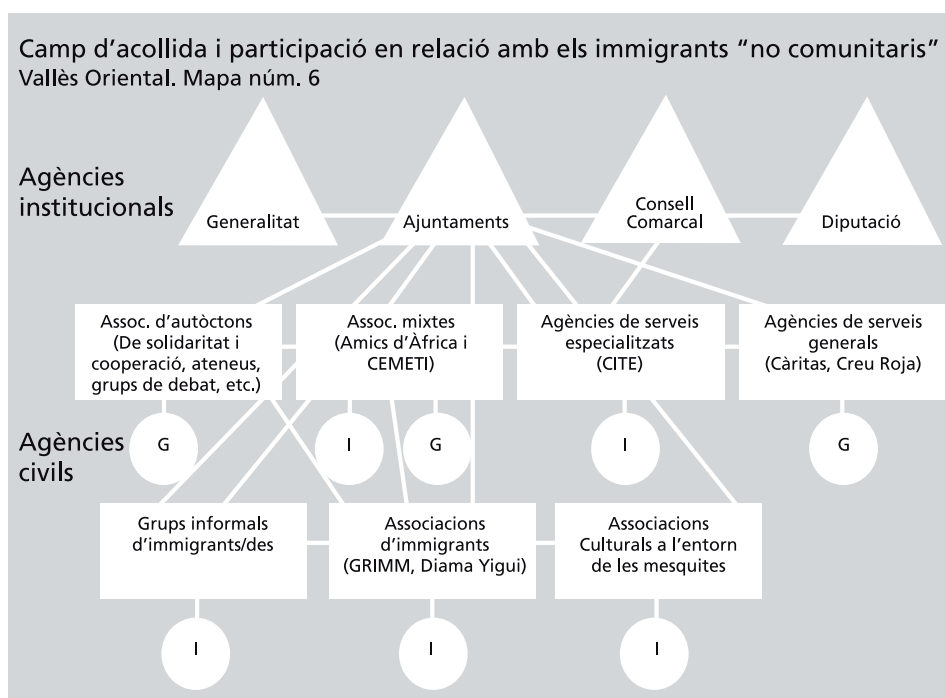 Camp d’acollida i participació en relació amb els immigrants “no comunitaris”
Vallès Oriental. Mapa núm. 6
Agències
institucionals
Generalitat
Ajuntaments
Consell
Comarcal
Diputació
Assoc. d’autòctons
(De solidaritat i
cooperació, ateneus,
grups de debat, etc.)
Assoc. mixtes
(Amics d’Àfrica i
CEMETI)
Agències de serveis
especialitzats
(CITE)
Agències de serveis
generals
(Càritas, Creu Roja)
Agències
civils
G
I
G
I
G
Grups informals
d’immigrants/des
Associacions
d’immigrants
(GRIMM, Diama Yigui)
Associacions
Culturals a l’entorn
de les mesquites
I
I
I